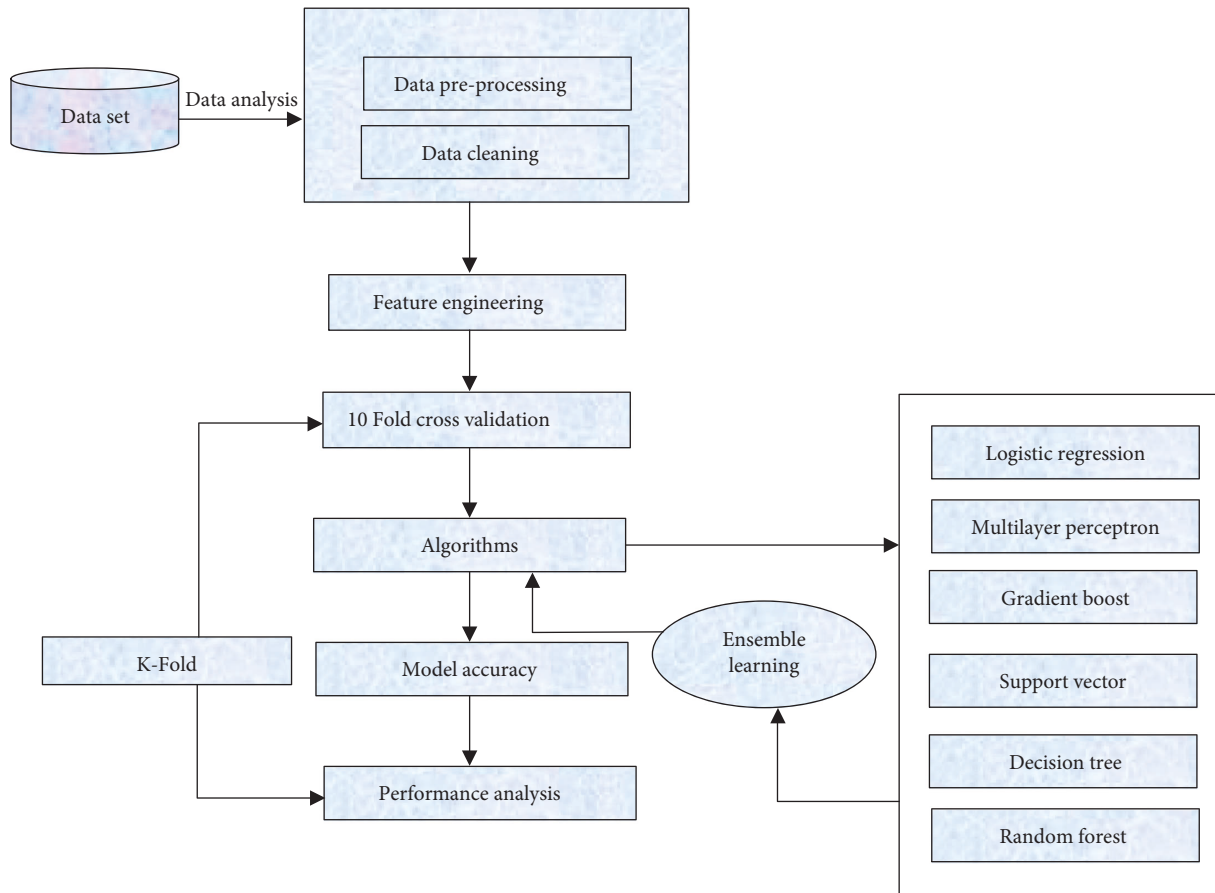 Data set
Data analysis
Data pre-processing
Data cleaning
Feature engineering
10 Fold cross validation
Algorithms
K-Fold
Model accuracy
Performance analysis
Ensemble
learning
Logistic regression
Multilayer perceptron
Gradient boost
Support vector
Decision tree
Random forest